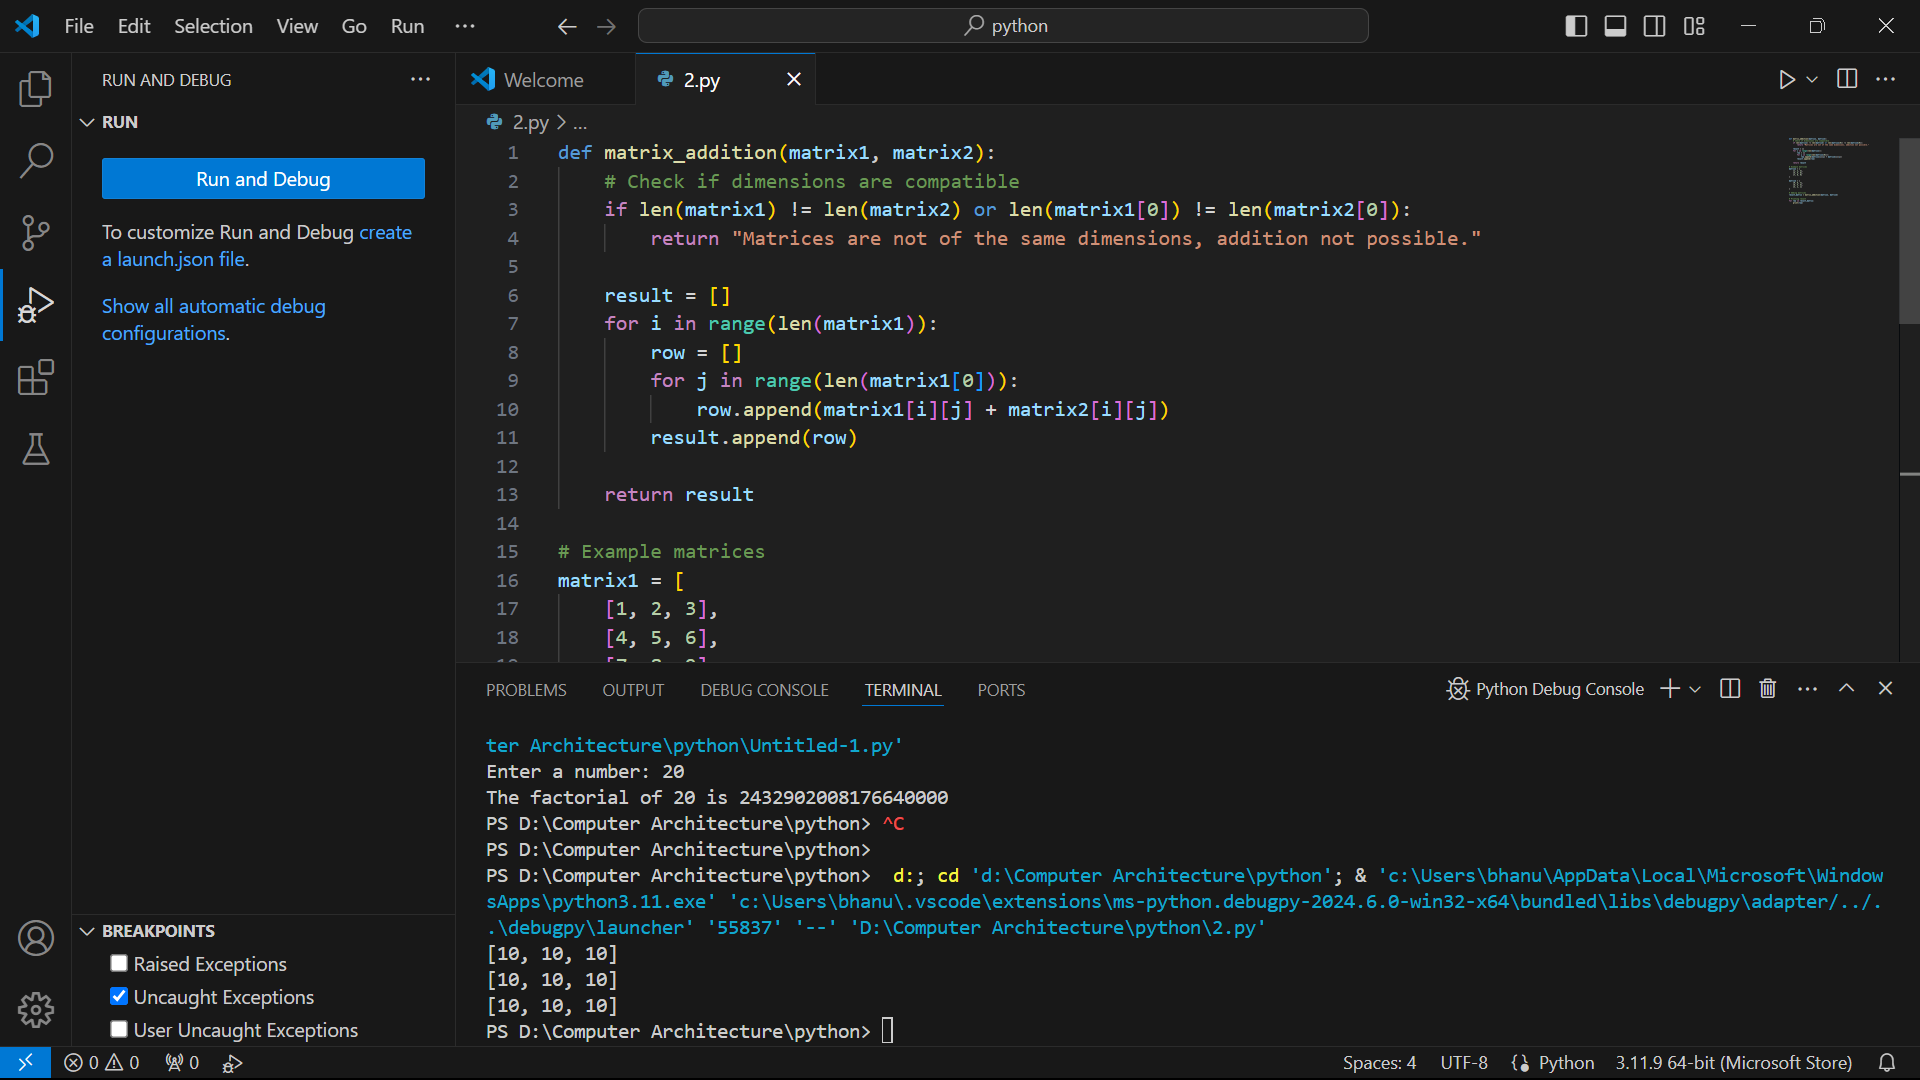 File Edit Selection View Go Run ...
python
RUN AND DEBUG
RUN
Run and Debug
To customize Run and Debug create
a launch.json file.
Show all automatic debug
configurations.
BREAKPOINTS
Raised Exceptions
Uncaught Exceptions
User Uncaught Exceptions
Welcome 2.py
2.py > ...
1 def matrix_addition(matrix1, matrix2):
2 # Check if dimensions are compatible
3 if len(matrix1) != len(matrix2) or len(matrix1[0]) != len(matrix2[0]):
4 return "Matrices are not of the same dimensions, addition not possible."
5
6 result = []
7 for i in range(len(matrix1)):
8 row = []
9 for j in range(len(matrix1[0])):
10 row.append(matrix1[i][j] + matrix2[i][j])
11 result.append(row)
12
13 return result
14
15 # Example matrices
16 matrix1 = [
17 [1, 2, 3],
18 [4, 5, 6],
PROBLEMS OUTPUT DEBUG CONSOLE TERMINAL PORTS
Python Debug Console
ter Architecture\python\Untitled-1.py'
Enter a number: 20
The factorial of 20 is 2432902008176640000
PS D:\Computer Architecture\python> ^C
PS D:\Computer Architecture\python>
PS D:\Computer Architecture\python> d:; cd 'd:\Computer Architecture\python'; & 'c:\Users\bhanu\AppData\Local\Microsoft\Window
sApps\python3.11.exe' 'c:\Users\bhanu\.vscode\extensions\ms-python.debugpy-2024.6.0-win32-x64\bundled\libs\debugpy\adapter/../.
.\debugpy\launcher' '55837' '--' 'D:\Computer Architecture\python\2.py'
[10, 10, 10]
[10, 10, 10]
[10, 10, 10]
PS D:\Computer Architecture\python>
0 0 0
Spaces: 4 UTF-8 Python 3.11.9 64-bit (Microsoft Store)